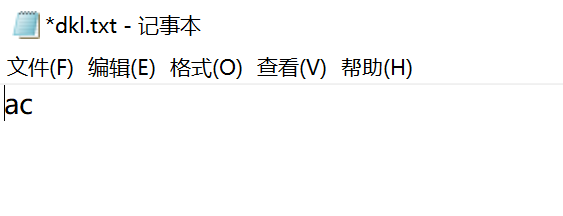 *dkl.txt - 记事本
文件(F) 编辑(E) 格式(O) 查看(V) 帮助(H)
ac